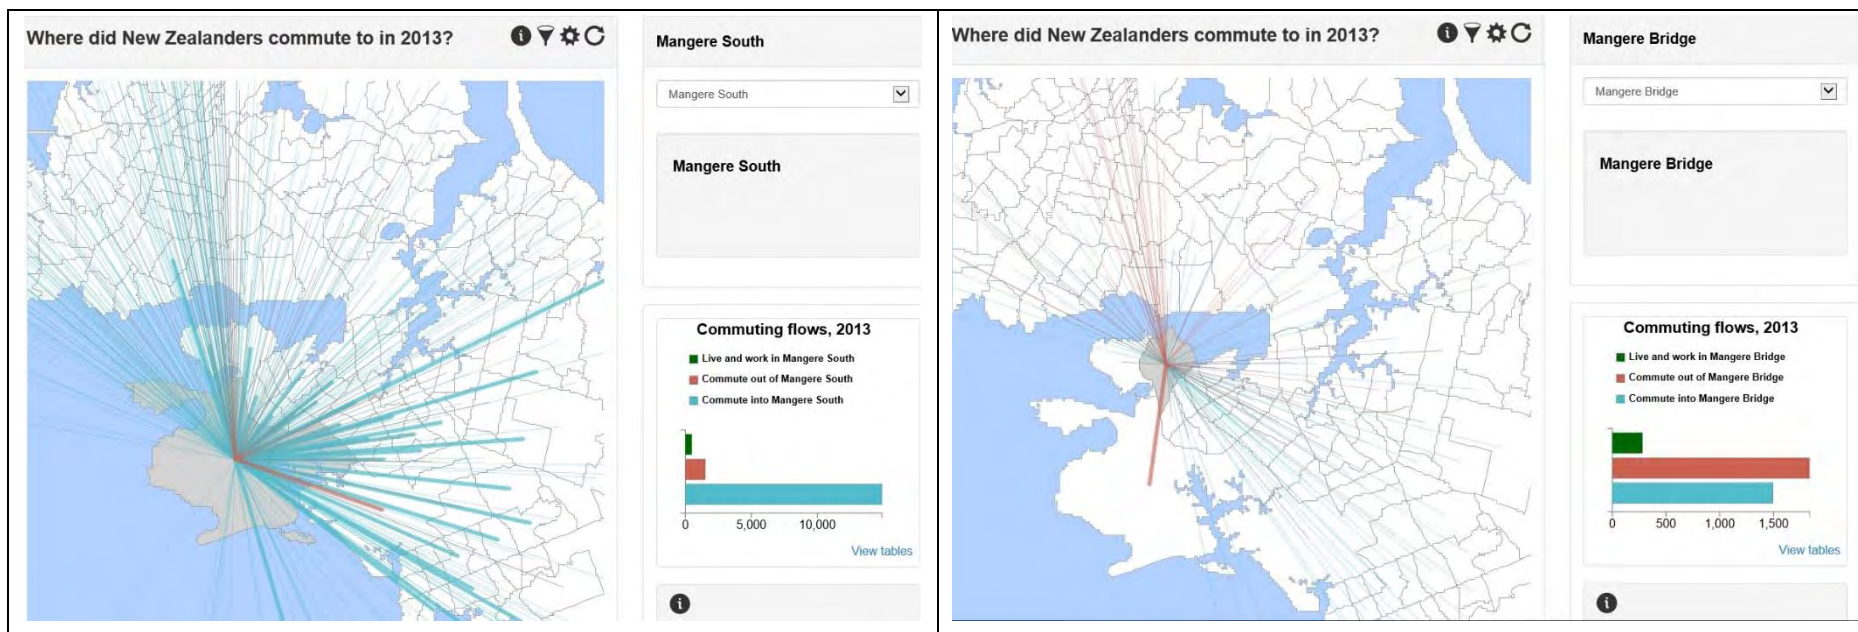 Where did New Zealanders commute to in 2013?
Mangere South
Mangere South
Mangere South
Commuting flows, 2013
Live and work in Mangere South
Commute out of Mangere South
Commute into Mangere South
0 5,000 10,000
View tables
Where did New Zealanders commute to in 2013?
Mangere Bridge
Mangere Bridge
Mangere Bridge
Commuting flows, 2013
Live and work in Mangere Bridge
Commute out of Mangere Bridge
Commute into Mangere Bridge
0 500 1,000 1,500
View tables